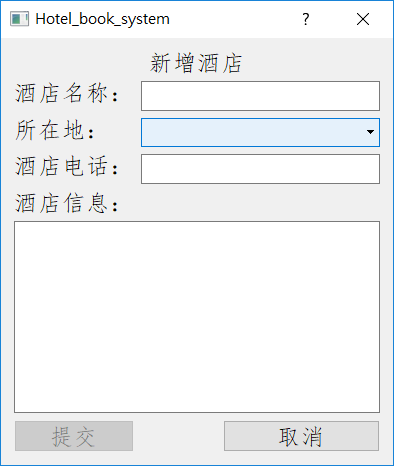 Hotel_book_system
新增酒店
酒店名称：
所在地：
酒店电话：
酒店信息：
提交 取消